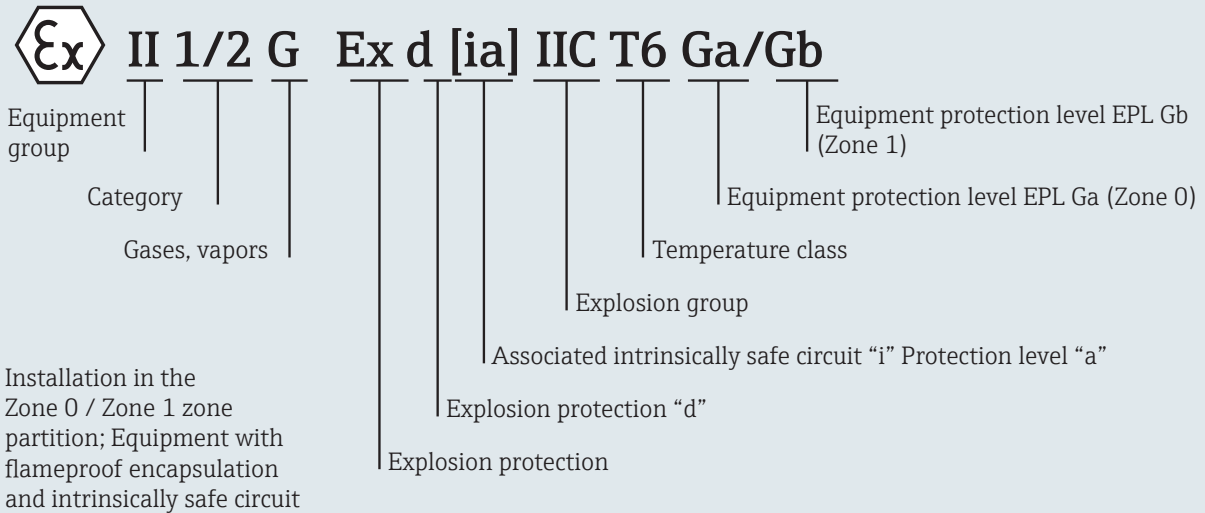 Ex II 1/2 G Ex d [ia] IIC T6 Ga/Gb
Equipment
group
Equipment protection level EPL Gb
(Zone 1)
Category
Equipment protection level EPL Ga (Zone 0)
Gases, vapors
Temperature class
Explosion group
Associated intrinsically safe circuit “i” Protection level “a”
Explosion protection “d”
Explosion protection
Installation in the
Zone 0 / Zone 1 zone
partition; Equipment with
flameproof encapsulation
and intrinsically safe circuit